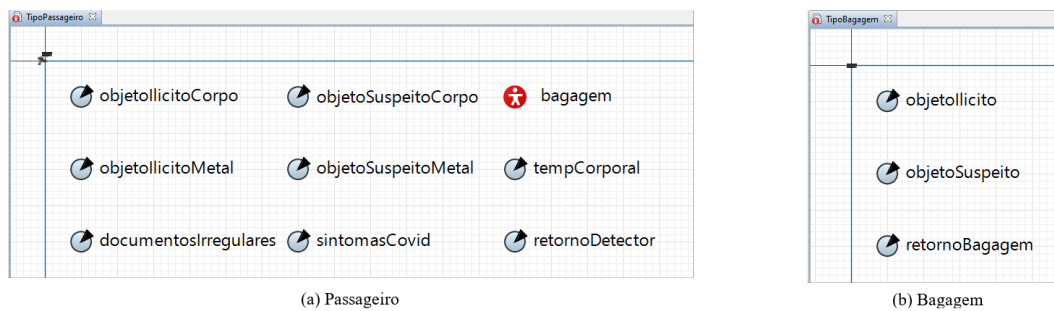 TipoPassageiro
objetoIlicitoCorpo objetoSuspeitoCorpo bagagem
objetoIlicitoMetal objetoSuspeitoMetal tempCorporal
documentosIrregulares sintomasCovid retornoDetector
(a) Passageiro
TipoBagagem
objetoIlicito
objetoSuspeito
retornoBagagem
(b) Bagagem